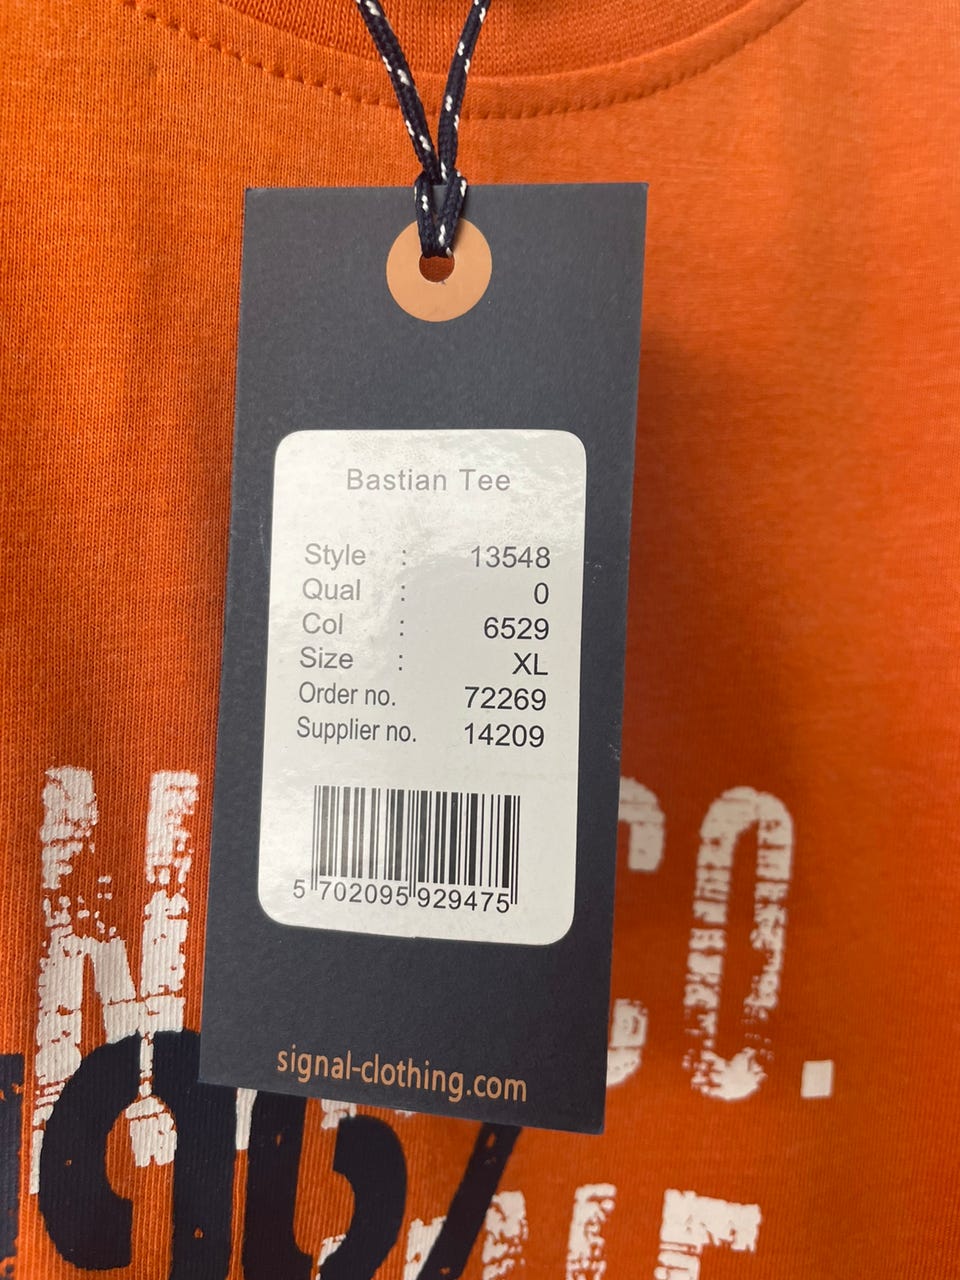 Bastian Tee
Style : 13548
Qual : 0
Col : 6529
Size : XL
Order no. 72269
Supplier no. 14209
5 702095 929475
signal-clothing.com
CO.